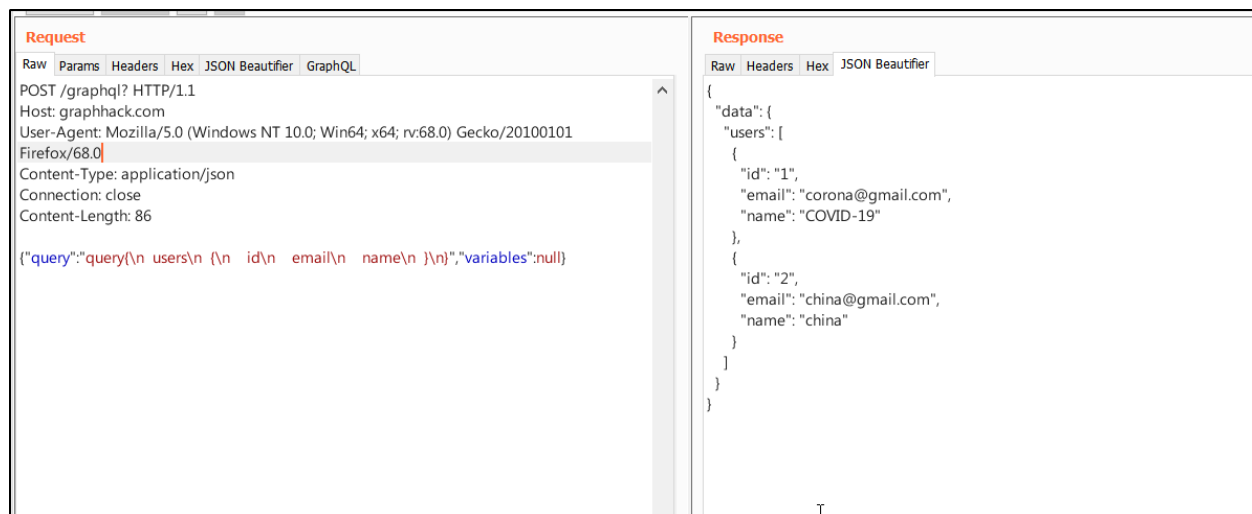 Request
Raw Params Headers Hex JSON Beautifier GraphQL
POST /graphql? HTTP/1.1
Host: graphhack.com
User-Agent: Mozilla/5.0 (Windows NT 10.0; Win64; x64; rv:68.0) Gecko/20100101
Firefox/68.0
Content-Type: application/json
Connection: close
Content-Length: 86
{"query":"query{\n  users\n  {\n    id\n    email\n    name\n  }\n}","variables":null}
Response
Raw Headers Hex JSON Beautifier
{
  "data": {
    "users": [
      {
        "id": "1",
        "email": "corona@gmail.com",
        "name": "COVID-19"
      },
      {
        "id": "2",
        "email": "china@gmail.com",
        "name": "china"
      }
    ]
  }
}